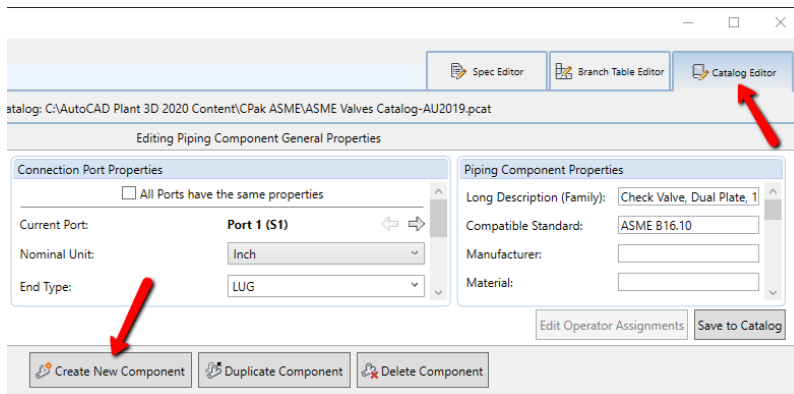 Spec Editor
Branch Table Editor
Catalog Editor
atalog: C:\AutoCAD Plant 3D 2020 Content\CPak ASME\ASME Valves Catalog-AU2019.pcat
Editing Piping Component General Properties
Connection Port Properties
All Ports have the same properties
Current Port: Port 1 (S1)
Nominal Unit: Inch
End Type: LUG
Piping Component Properties
Long Description (Family): Check Valve, Dual Plate, 1
Compatible Standard: ASME B16.10
Manufacturer:
Material:
Edit Operator Assignments
Save to Catalog
Create New Component
Duplicate Component
Delete Component